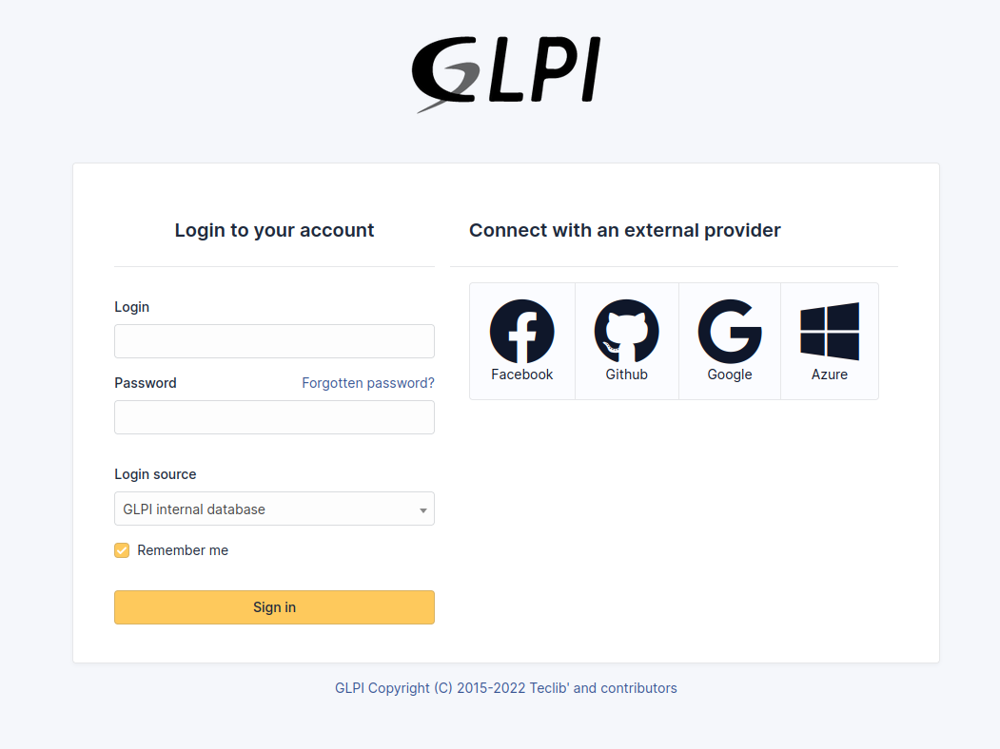 GLPI
Login to your account
Connect with an external provider
Login
Password
Forgotten password?
Login source
GLPI internal database
Remember me
Sign in
Facebook
Github
Google
Azure
GLPI Copyright (C) 2015-2022 Teclib' and contributors